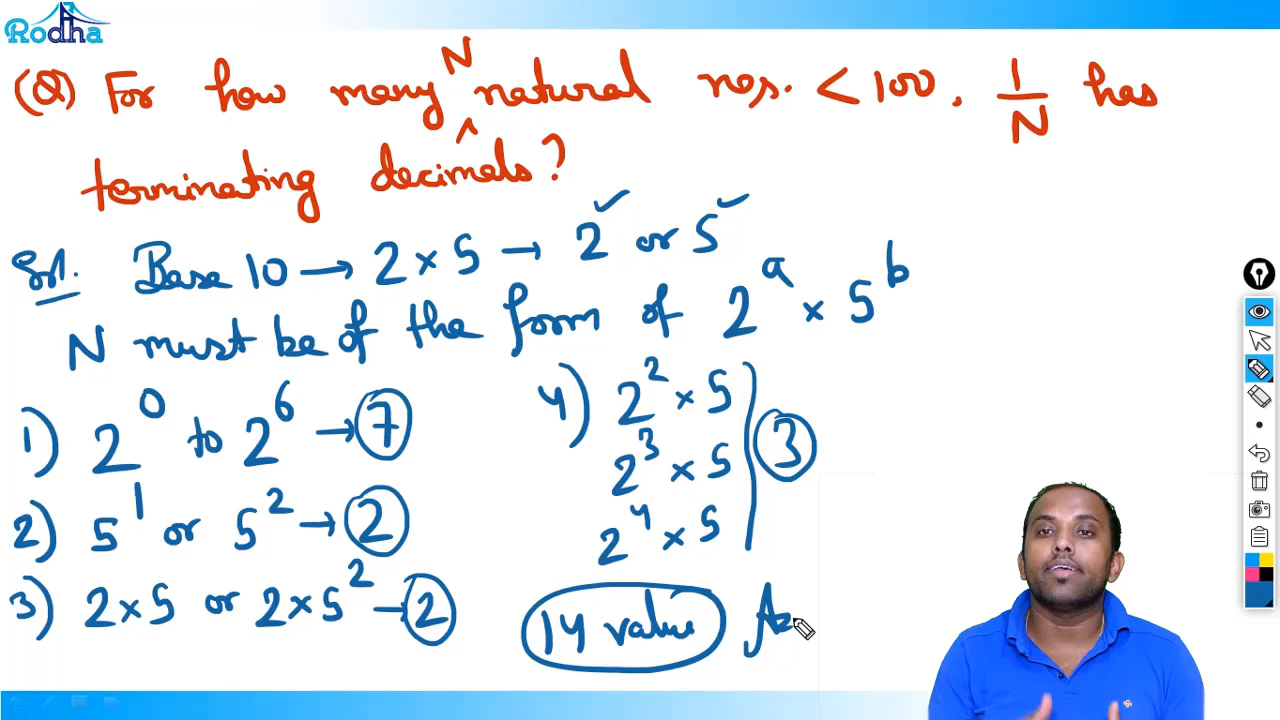 Rodha
(Q) For how many N natural nos. < 100, 1/N has
terminating decimals?
Sol. Base 10 → 2 × 5 → 2 ✓ or 5 ✓
N must be of the form of 2^a × 5^b
1) 2^0 to 2^6 → 7
2) 5^1 or 5^2 → 2
3) 2 × 5 or 2 × 5^2 → 2
4) 2^2 × 5
2^3 × 5
2^4 × 5
3
14 value